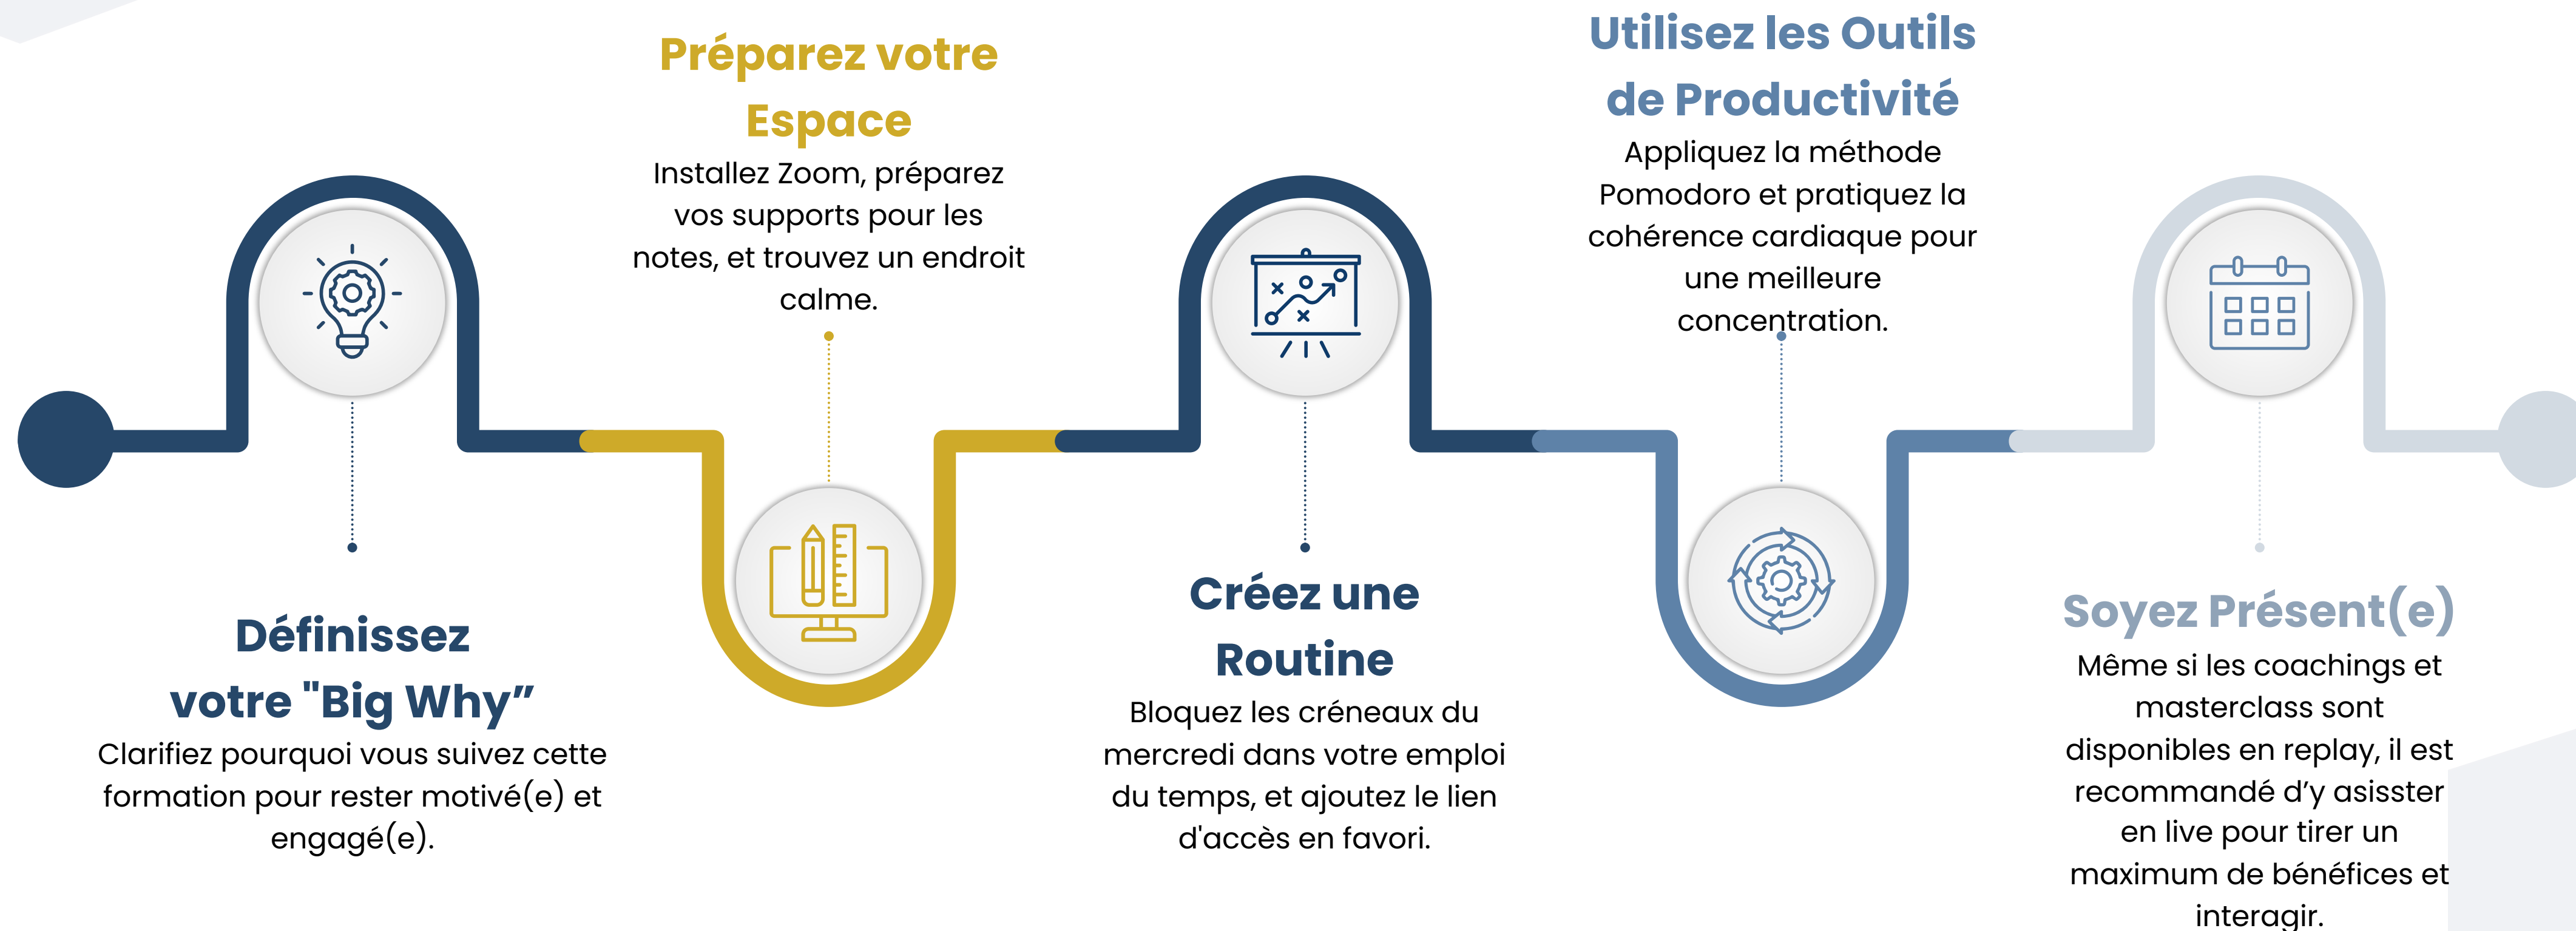 Définissez
votre "Big Why”
Clarifiez pourquoi vous suivez cette
formation pour rester motivé(e) et
engagé(e).
Préparez votre
Espace
Installez Zoom, préparez
vos supports pour les
notes, et trouvez un endroit
calme.
Créez une
Routine
Bloquez les créneaux du
mercredi dans votre emploi
du temps, et ajoutez le lien
d'accès en favori.
Utilisez les Outils
de Productivité
Appliquez la méthode
Pomodoro et pratiquez la
cohérence cardiaque pour
une meilleure
concentration.
Soyez Présent(e)
Même si les coachings et
masterclass sont
disponibles en replay, il est
recommandé d’y asisster
en live pour tirer un
maximum de bénéfices et
interagir.